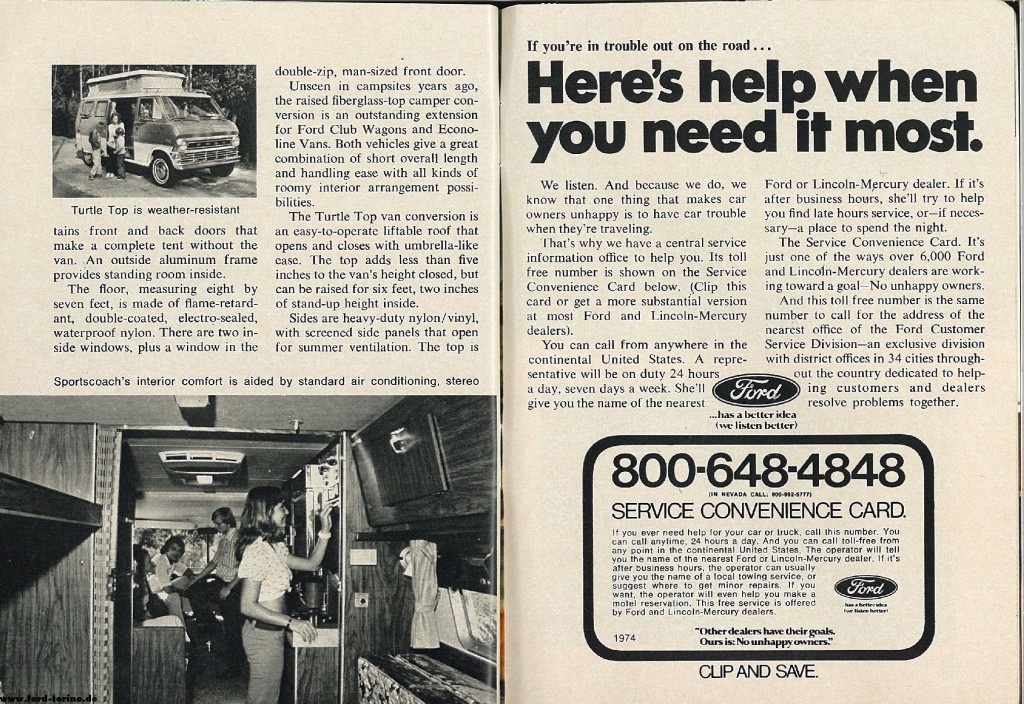 Turtle Top is weather-resistant
tains front and back doors that
make a complete tent without the
van. An outside aluminum frame
provides standing room inside.
The floor, measuring eight by
seven feet, is made of flame-retard-
ant, double-coated, electro-sealed,
waterproof nylon. There are two in-
side windows, plus a window in the
double-zip, man-sized front door.
Unseen in campsites years ago,
the raised fiberglass-top camper con-
version is an outstanding extension
for Ford Club Wagons and Econo-
line Vans. Both vehicles give a great
combination of short overall length
and handling ease with all kinds of
roomy interior arrangement possi-
bilities.
The Turtle Top van conversion is
an easy-to-operate liftable roof that
opens and closes with umbrella-like
ease. The top adds less than five
inches to the van's height closed, but
can be raised for six feet, two inches
of stand-up height inside.
Sides are heavy-duty nylon/vinyl,
with screened side panels that open
for summer ventilation. The top is
Sportscoach's interior comfort is aided by standard air conditioning, stereo
www.ford-torino.de
If you're in trouble out on the road...
Here's help when
you need it most.
We listen. And because we do, we
know that one thing that makes car
owners unhappy is to have car trouble
when they're traveling.
That's why we have a central service
information office to help you. Its toll
free number is shown on the Service
Convenience Card below. (Clip this
card or get a more substantial version
at most Ford and Lincoln-Mercury
dealers).
You can call from anywhere in the
continental United States. A repre-
sentative will be on duty 24 hours
a day, seven days a week. She'll
give you the name of the nearest
Ford or Lincoln-Mercury dealer. If it's
after business hours, she'll try to help
you find late hours service, or—if neces-
sary—a place to spend the night.
The Service Convenience Card. It's
just one of the ways over 6,000 Ford
and Lincoln-Mercury dealers are work-
ing toward a goal—No unhappy owners.
And this toll free number is the same
number to call for the address of the
nearest office of the Ford Customer
Service Division—an exclusive division
with district offices in 34 cities through-
out the country dedicated to help-
ing customers and dealers
resolve problems together.
Ford
...has a better idea
(we listen better)
800-648-4848
(IN NEVADA CALL: 800-992-5777)
SERVICE CONVENIENCE CARD.
If you ever need help for your car or truck, call this number. You
can call anytime, 24 hours a day. And you can call toll-free from
any point in the continental United States. The operator will tell
you the name of the nearest Ford or Lincoln-Mercury dealer. If it's
after business hours, the operator can usually
give you the name of a local towing service, or
suggest where to get minor repairs. If you
want, the operator will even help you make a
motel reservation. This free service is offered
by Ford and Lincoln-Mercury dealers.
Ford
...has a better idea
(we listen better)
1974
"Other dealers have their goals.
Ours is: No unhappy owners."
CLIP AND SAVE.